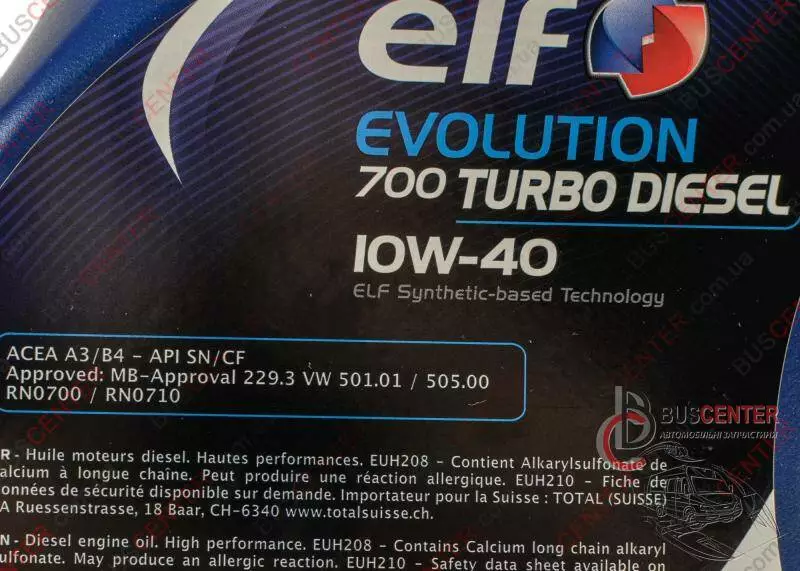 elf
EVOLUTION
700 TURBO DIESEL
10W-40
ELF Synthetic-based Technology
ACEA A3/B4 - API SN/CF
Approved: MB-Approval 229.3 VW 501.01 / 505.00
RN0700 / RN0710
BUSCENTER
АВТОМОБІЛЬНІ ЗАПЧАСТИНИ
R - Huile moteurs diesel. Hautes performances. EUH208 - Contient Alkarylsulfonate de
alcium à longue chaîne. Peut produire une réaction allergique. EUH210 - Fiche de
onnées de sécurité disponible sur demande. Importateur pour la Suisse : TOTAL (SUISSE)
A Ruessenstrasse, 18 Baar, CH-6340 www.totalsuisse.ch.
N - Diesel engine oil. High performance. EUH208 - Contains Calcium long chain alkaryl
ulfonate. May produce an allergic reaction. EUH210 - Safety data sheet available on